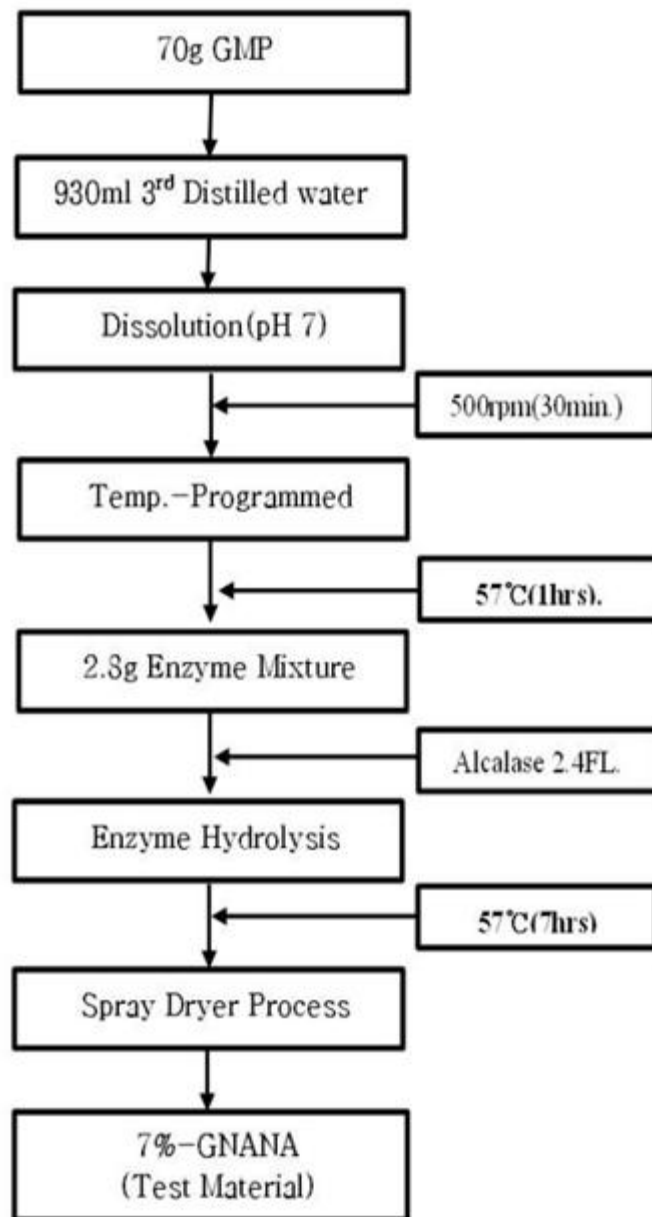 70g GMP
930ml 3rd Distilled water
Dissolution(pH 7)
500rpm(30min.)
Temp.-Programmed
57℃(1hrs).
2.8g Enzyme Mixture
Alcalase 2.4FL.
Enzyme Hydrolysis
57℃(7hrs)
Spray Dryer Process
7%-GNANA
(Test Material)